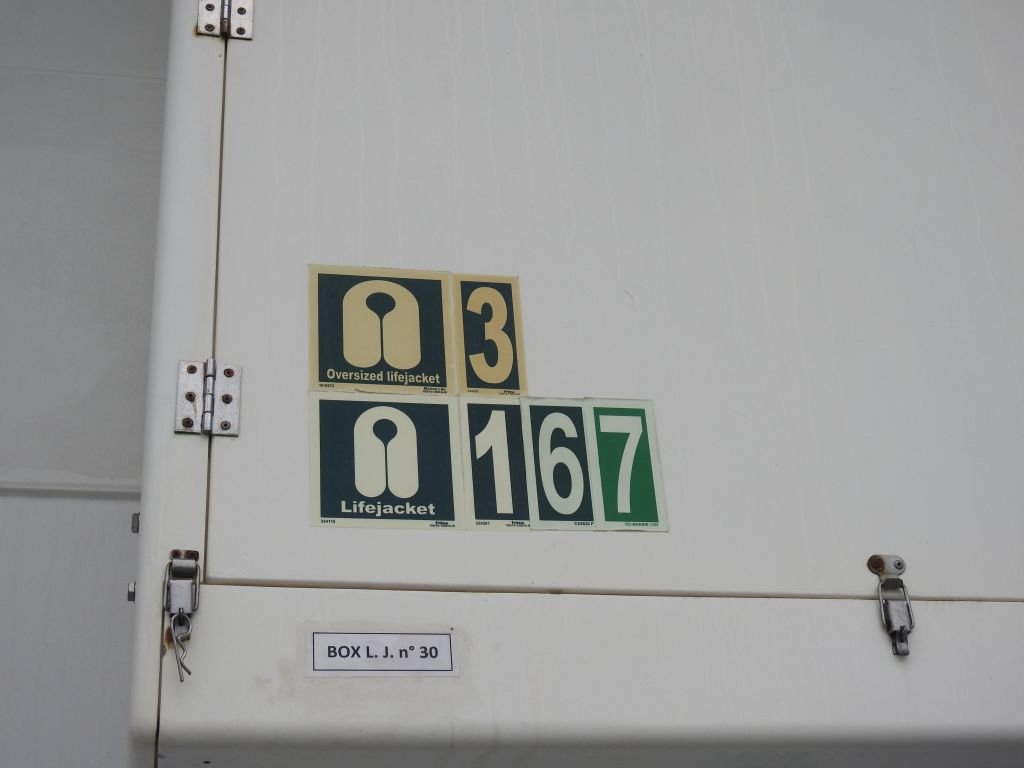 3
Oversized lifejacket
167
Lifejacket
BOX L. J. n° 30